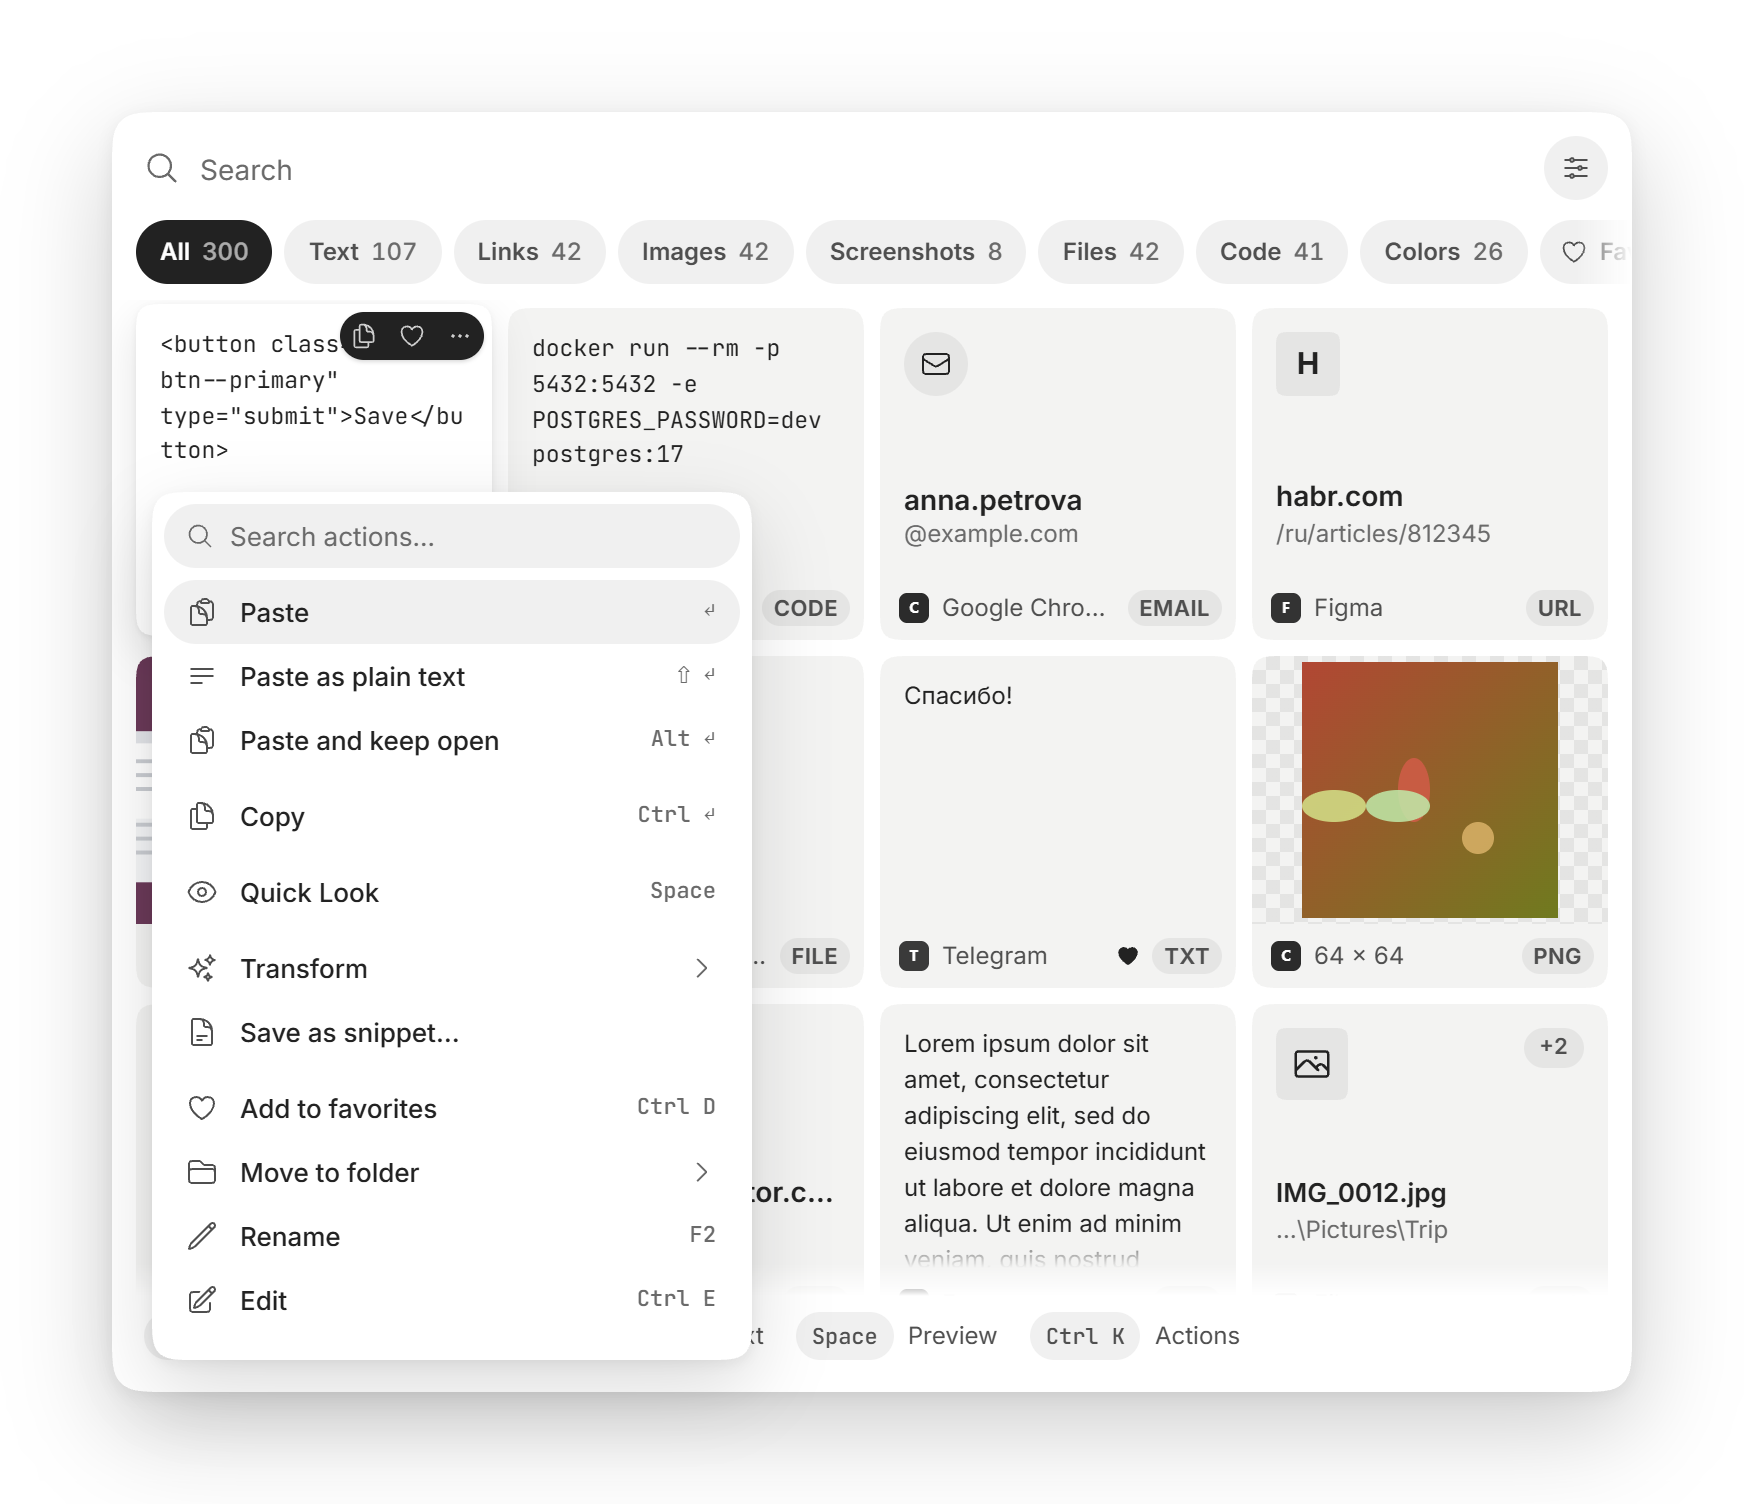 Search
All 300
Text 107
Links 42
Images 42
Screenshots 8
Files 42
Code 41
Colors 26
<button class
btn--primary"
type="submit">Save</bu
tton>
docker run --rm -p
5432:5432 -e
POSTGRES_PASSWORD=dev
postgres:17
CODE
anna.petrova
@example.com
C Google Chro...
EMAIL
H
habr.com
/ru/articles/812345
F Figma
URL
Search actions...
Paste ↵
Paste as plain text ⇧ ↵
Paste and keep open Alt ↵
Copy Ctrl ↵
Quick Look Space
Transform
Save as snippet...
Add to favorites Ctrl D
Move to folder
Rename F2
Edit Ctrl E
FILE
Спасибо!
T Telegram
TXT
C 64 × 64
PNG
tor.c...
Lorem ipsum dolor sit
amet, consectetur
adipiscing elit, sed do
eiusmod tempor incididunt
ut labore et dolore magna
aliqua. Ut enim ad minim
veniam, quis nostrud
+2
IMG_0012.jpg
...\Pictures\Trip
Space Preview
Ctrl K Actions